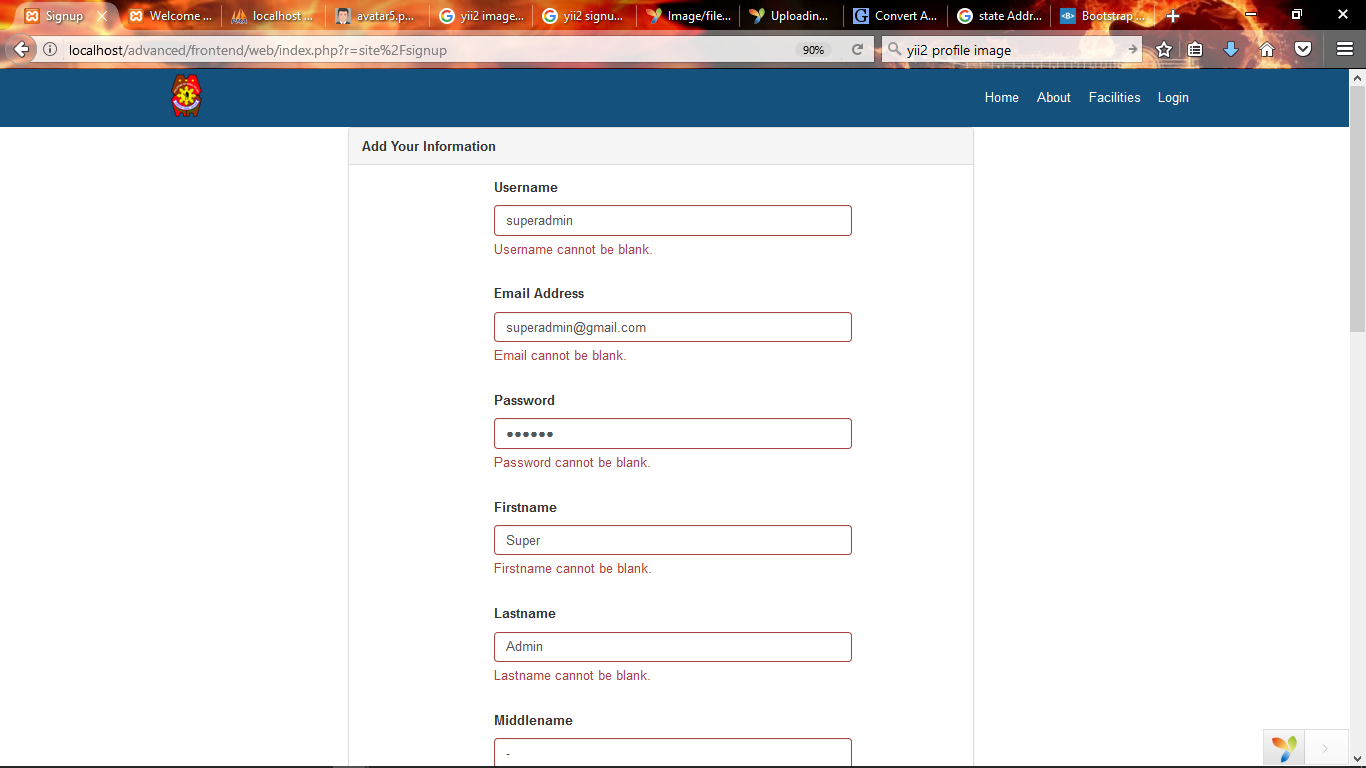 Signup
Welcome ...
localhost ...
avatar5.p...
yii2 image...
yii2 signu...
Image/file...
Uploadin...
Convert A...
state Addr...
Bootstrap ...
localhost/advanced/frontend/web/index.php?r=site%2Fsignup
90%
yii2 profile image
Home About Facilities Login
Add Your Information
Username
superadmin
Username cannot be blank.
Email Address
superadmin@gmail.com
Email cannot be blank.
Password
●●●●●●
Password cannot be blank.
Firstname
Super
Firstname cannot be blank.
Lastname
Admin
Lastname cannot be blank.
Middlename
-